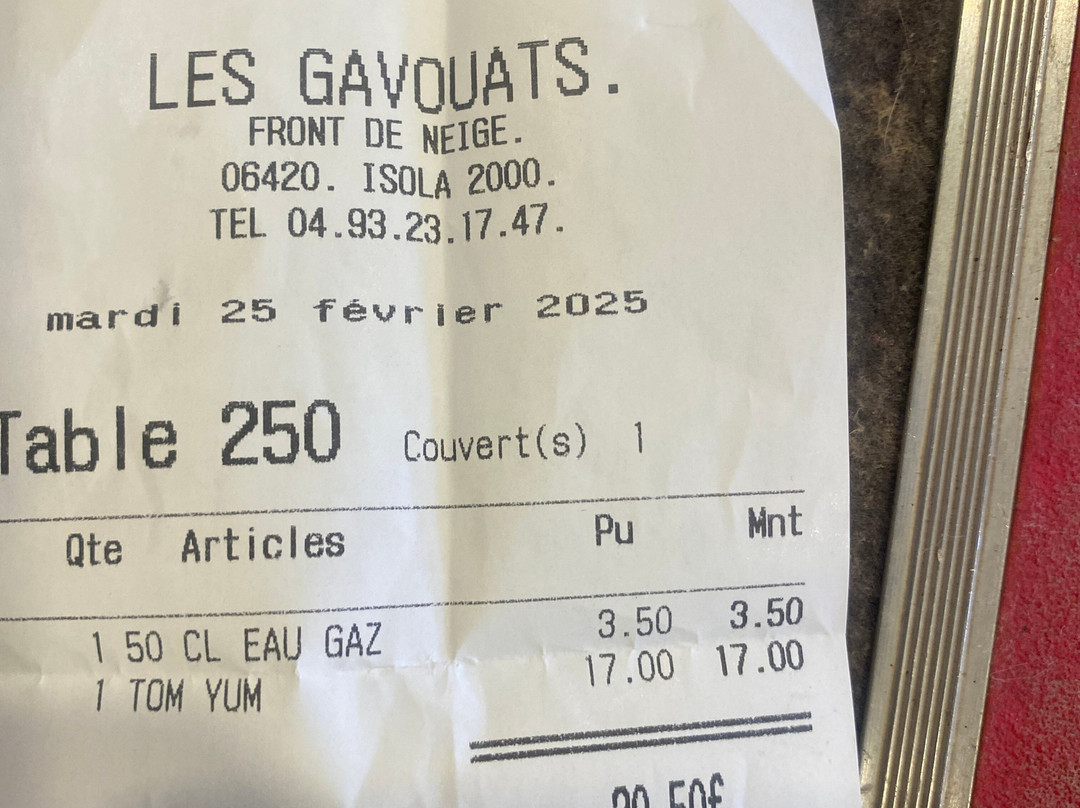 LES GAVOUATS.
FRONT DE NEIGE.
06420. ISOLA 2000.
TEL 04.93.23.17.47.
mardi 25 février 2025
Table 250 Couvert(s) 1
Qte Articles Pu Mnt
1 50 CL EAU GAZ 3.50 3.50
1 TOM YUM 17.00 17.00
20.50€